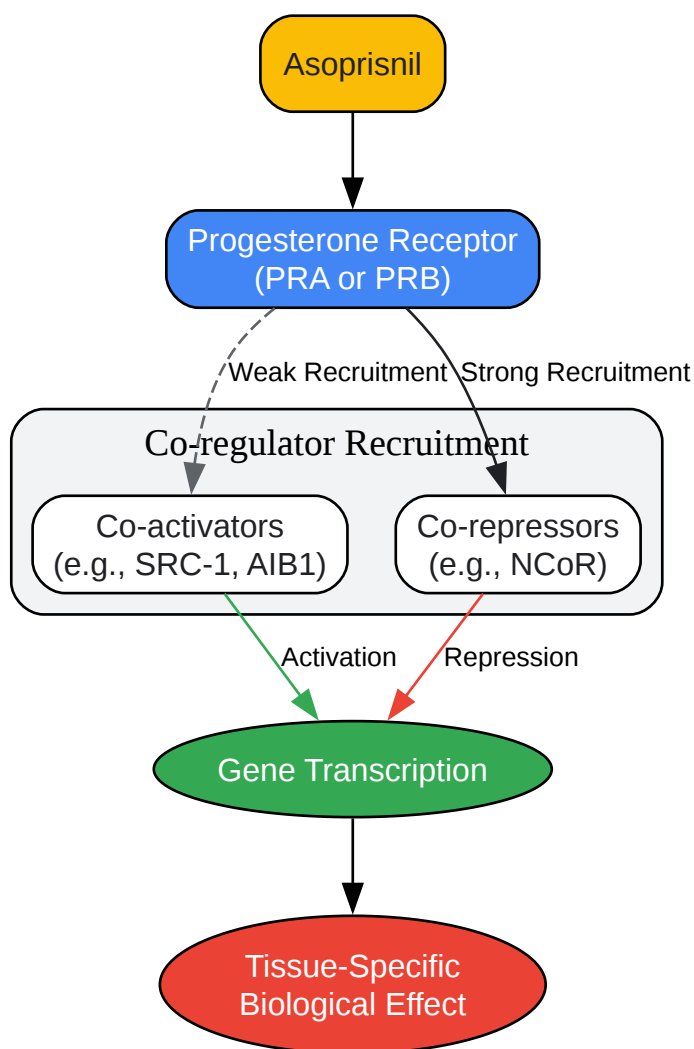 Asoprisnil
Progesterone Receptor
(PRA or PRB)
Weak Recruitment
Strong Recruitment
Co-regulator Recruitment
Co-activators
(e.g., SRC-1, AIB1)
Co-repressors
(e.g., NCoR)
Activation
Repression
Gene Transcription
Tissue-Specific
Biological Effect